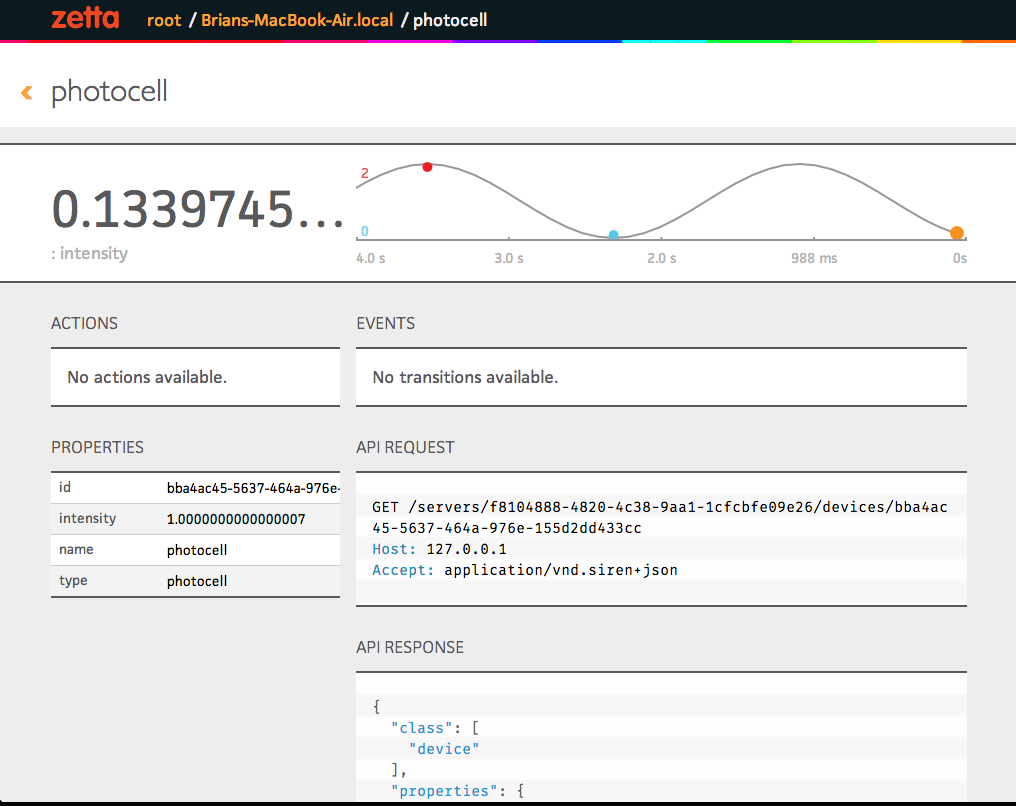 zetta root / Brians-MacBook-Air.local / photocell
photocell
0.1339745...
: intensity
2
0
4.0 s 3.0 s 2.0 s 988 ms 0s
ACTIONS
No actions available.
EVENTS
No transitions available.
PROPERTIES
id bba4ac45-5637-464a-976e-
intensity 1.0000000000000007
name photocell
type photocell
API REQUEST
GET /servers/f8104888-4820-4c38-9aa1-1cfcbfe09e26/devices/bba4ac
45-5637-464a-976e-155d2dd433cc
Host: 127.0.0.1
Accept: application/vnd.siren+json
API RESPONSE
{
"class": [
"device"
],
"properties": {